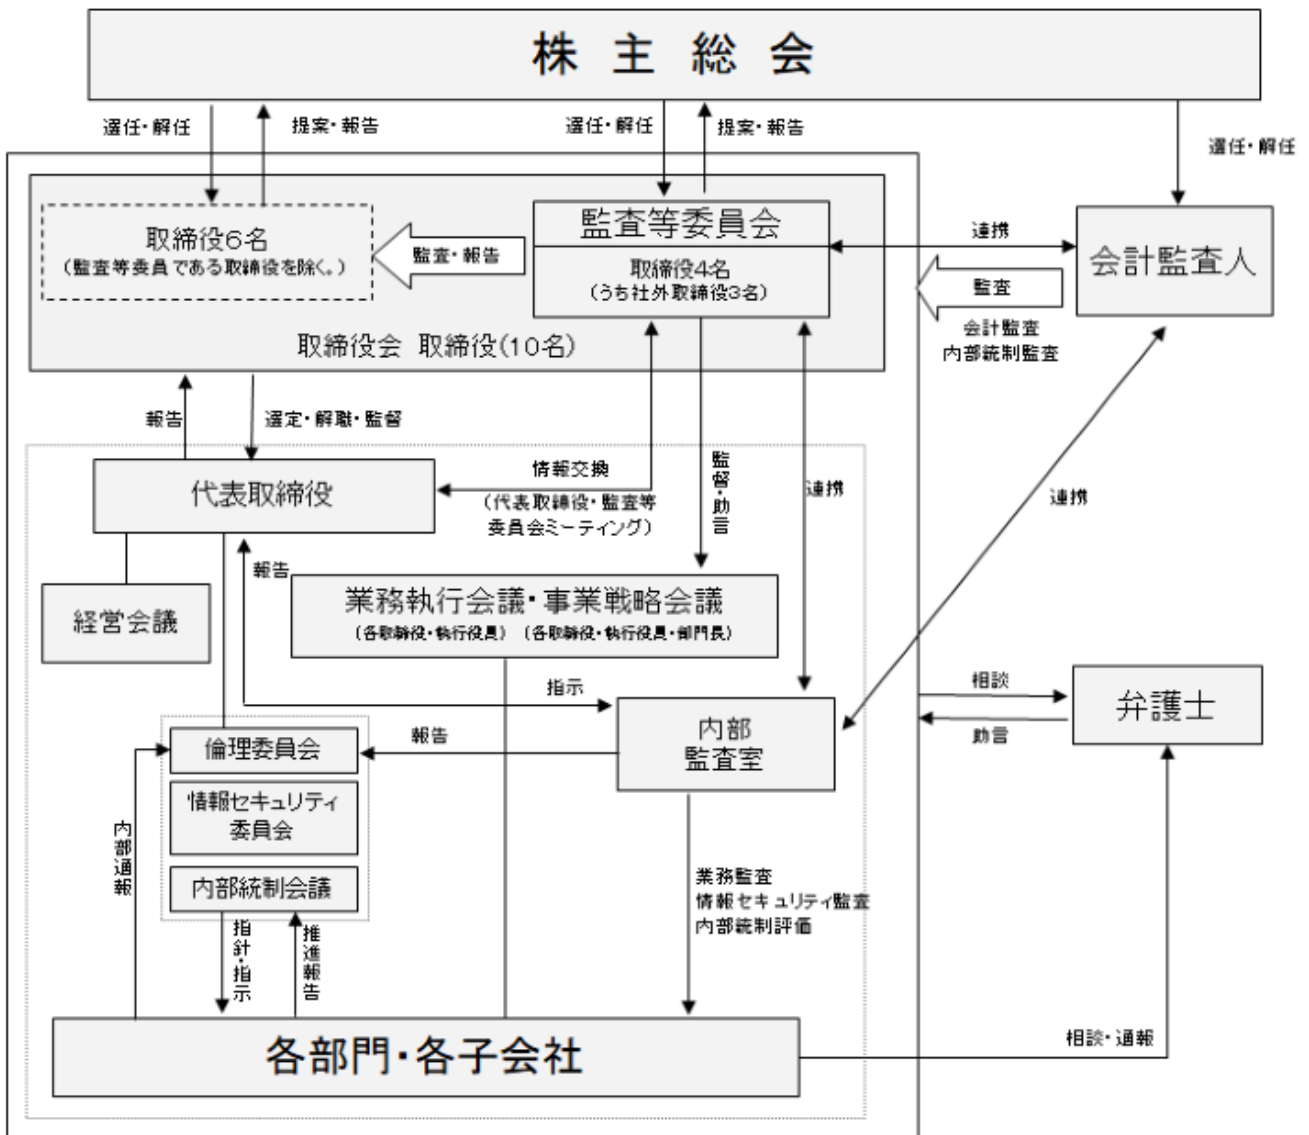 株主総会
選任・解任
提案・報告
選任・解任
提案・報告
選任・解任
取締役6名
(監査等委員である取締役を除く。)
監査・報告
監査等委員会
取締役4名
(うち社外取締役3名)
連携
会計監査人
監査
会計監査
内部統制監査
取締役会 取締役(10名)
報告
選定・解職・監督
代表取締役
情報交換
(代表取締役・監査等
委員会ミーティング)
監督・助言
連携
連携
経営会議
報告
業務執行会議・事業戦略会議
(各取締役・執行役員) (各取締役・執行役員・部門長)
指示
内部
監査室
相談
助言
弁護士
倫理委員会
報告
情報セキュリティ
委員会
内部統制会議
内部通報
指針・指示
推進報告
業務監査
情報セキュリティ監査
内部統制評価
各部門・各子会社
相談・通報